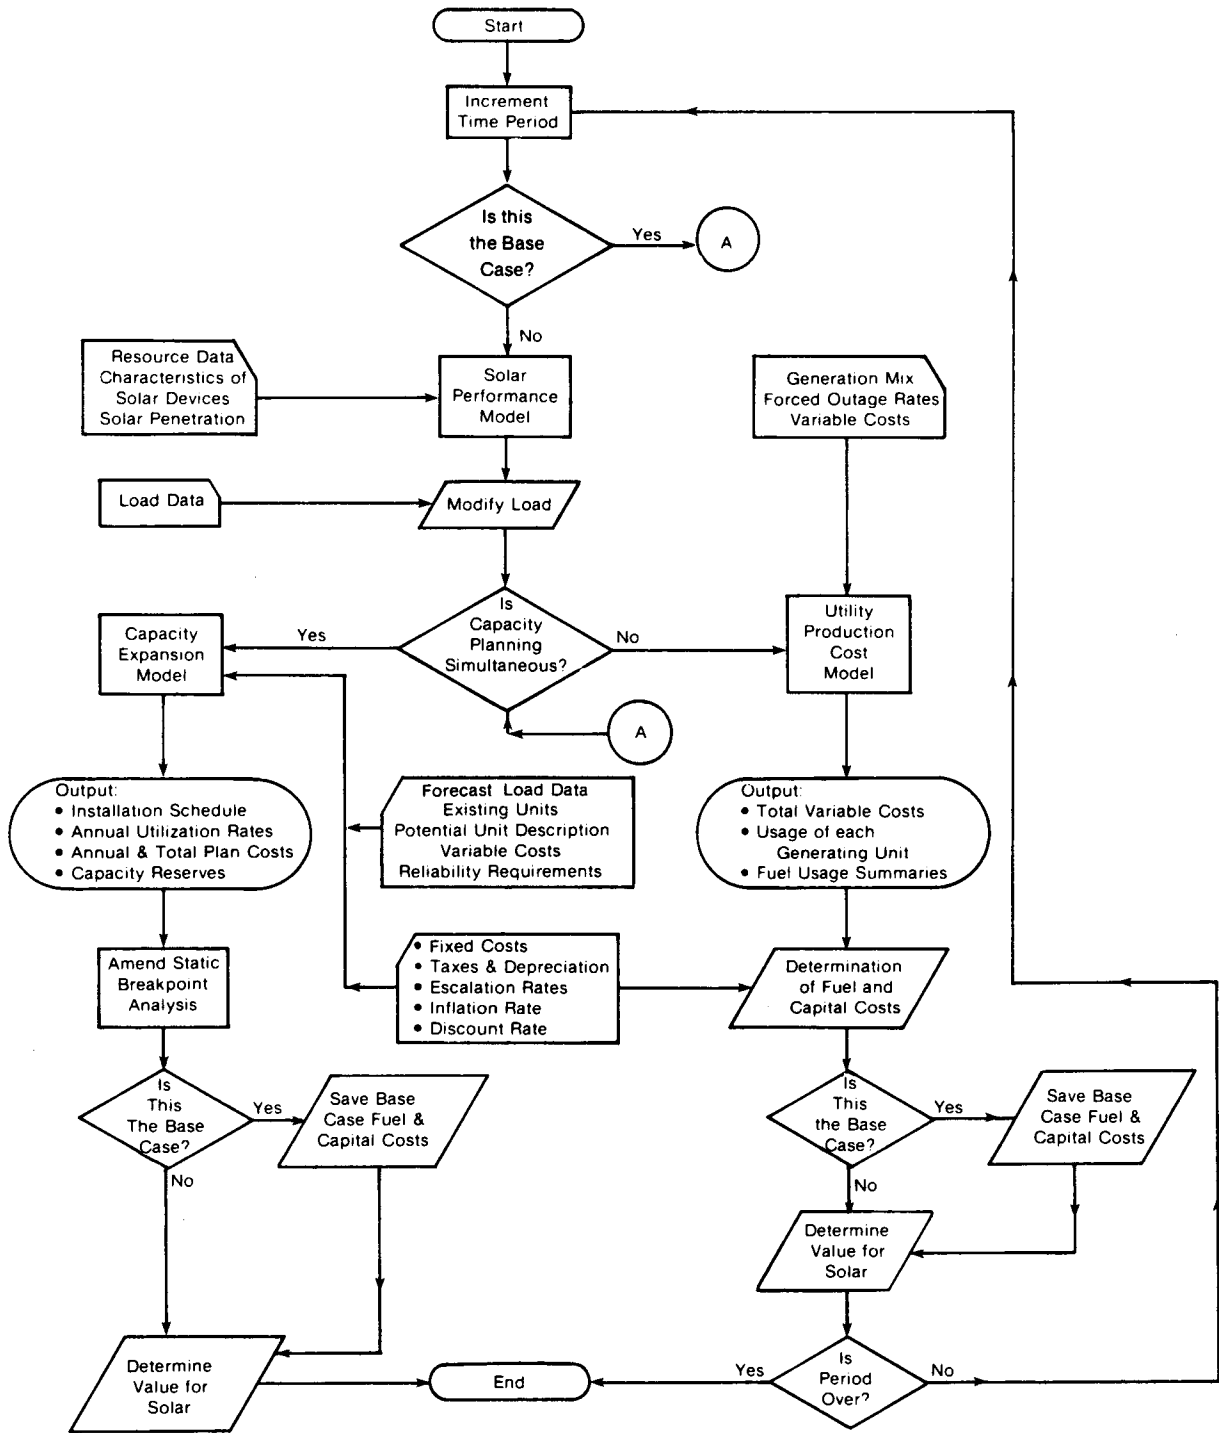 Start
Increment
Time Period
Is this
the Base
Case?
Yes
A
No
Resource Data
Characteristics of
Solar Devices
Solar Penetration
Solar
Performance
Model
Generation Mix
Forced Outage Rates
Variable Costs
Load Data
Modify Load
Is
Capacity
Planning
Simultaneous?
Yes
No
Capacity
Expansion
Model
Utility
Production
Cost
Model
A
Output:
• Installation Schedule
• Annual Utilization Rates
• Annual & Total Plan Costs
• Capacity Reserves
Forecast Load Data
Existing Units
Potential Unit Description
Variable Costs
Reliability Requirements
Output:
• Total Variable Costs
• Usage of each
Generating Unit
• Fuel Usage Summaries
Amend Static
Breakpoint
Analysis
• Fixed Costs
• Taxes & Depreciation
• Escalation Rates
• Inflation Rate
• Discount Rate
Determination
of Fuel and
Capital Costs
Is
This
The Base
Case?
Yes
No
Save Base
Case Fuel &
Capital Costs
Is
This
the Base
Case?
Yes
No
Save Base
Case Fuel &
Capital Costs
Determine
Value for
Solar
Determine
Value for
Solar
End
Yes
Is
Period
Over?
No